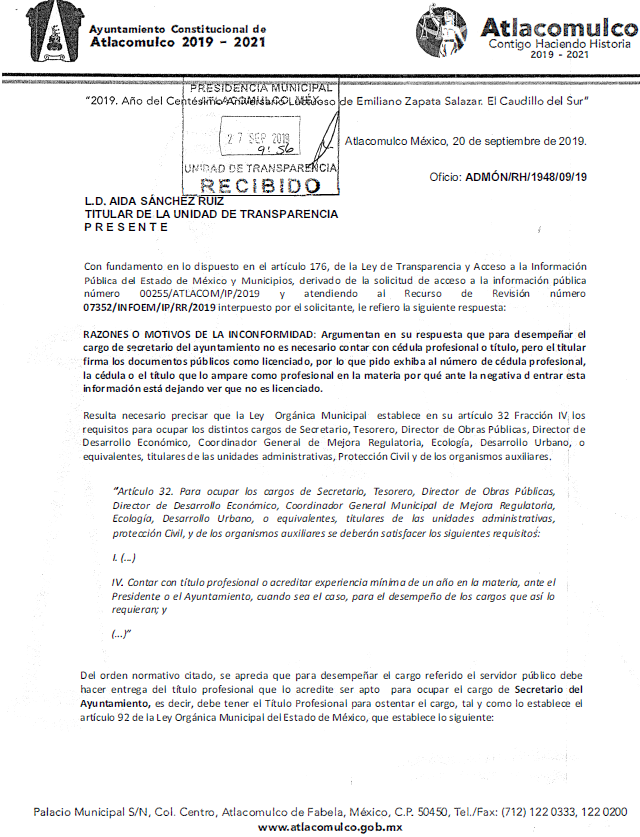 Ayuntamiento Constitucional de
Atlacomulco 2019 – 2021
Atlacomulco
Contigo Haciendo Historia
2019 - 2021
PRESIDENCIA MUNICIPAL
ATLACOMULCO MÉX.
"2019. Año del Centésimo Aniversario Luctuoso de Emiliano Zapata Salazar. El Caudillo del Sur"
27 SEP 2019
9:56
UNIDAD DE TRANSPARENCIA
RECIBIDO
Atlacomulco México, 20 de septiembre de 2019.
Oficio: ADMÓN/RH/1948/09/19
L.D. AIDA SÁNCHEZ RUIZ
TITULAR DE LA UNIDAD DE TRANSPARENCIA
P R E S E N T E
Con fundamento en lo dispuesto en el artículo 176, de la Ley de Transparencia y Acceso a la Información
Pública del Estado de México y Municipios, derivado de la solicitud de acceso a la información pública
número 00255/ATLACOM/IP/2019 y atendiendo al Recurso de Revisión número
07352/INFOEM/IP/RR/2019 interpuesto por el solicitante, le refiero la siguiente respuesta:
RAZONES O MOTIVOS DE LA INCONFORMIDAD: Argumentan en su respuesta que para desempeñar el
cargo de secretario del ayuntamiento no es necesario contar con cédula profesional o título, pero el titular
firma los documentos públicos como licenciado, por lo que pido exhiba al número de cédula profesional,
la cédula o el título que lo ampare como profesional en la materia por qué ante la negativa d entrar esta
información está dejando ver que no es licenciado.
Resulta necesario precisar que la Ley Orgánica Municipal establece en su artículo 32 Fracción IV los
requisitos para ocupar los distintos cargos de Secretario, Tesorero, Director de Obras Públicas, Director de
Desarrollo Económico, Coordinador General de Mejora Regulatoria, Ecología, Desarrollo Urbano, o
equivalentes, titulares de las unidades administrativas, Protección Civil y de los organismos auxiliares.
"Artículo 32. Para ocupar los cargos de Secretario, Tesorero, Director de Obras Públicas,
Director de Desarrollo Económico, Coordinador General Municipal de Mejora Regulatoria,
Ecología, Desarrollo Urbano, o equivalentes, titulares de las unidades administrativas,
protección Civil, y de los organismos auxiliares se deberán satisfacer los siguientes requisitos:
I. (...)
IV. Contar con título profesional o acreditar experiencia mínima de un año en la materia, ante el
Presidente o el Ayuntamiento, cuando sea el caso, para el desempeño de los cargos que así lo
requieran; y
(...)"
Del orden normativo citado, se aprecia que para desempeñar el cargo referido el servidor público debe
hacer entrega del título profesional que lo acredite ser apto para ocupar el cargo de Secretario del
Ayuntamiento, es decir, debe tener el Título Profesional para ostentar el cargo, tal y como lo establece el
artículo 92 de la Ley Orgánica Municipal del Estado de México, que establece lo siguiente:
Palacio Municipal S/N, Col. Centro, Atlacomulco de Fabela, México, C.P. 50450, Tel./Fax: (712) 122 0333, 122 0200
www.atlacomulco.gob.mx